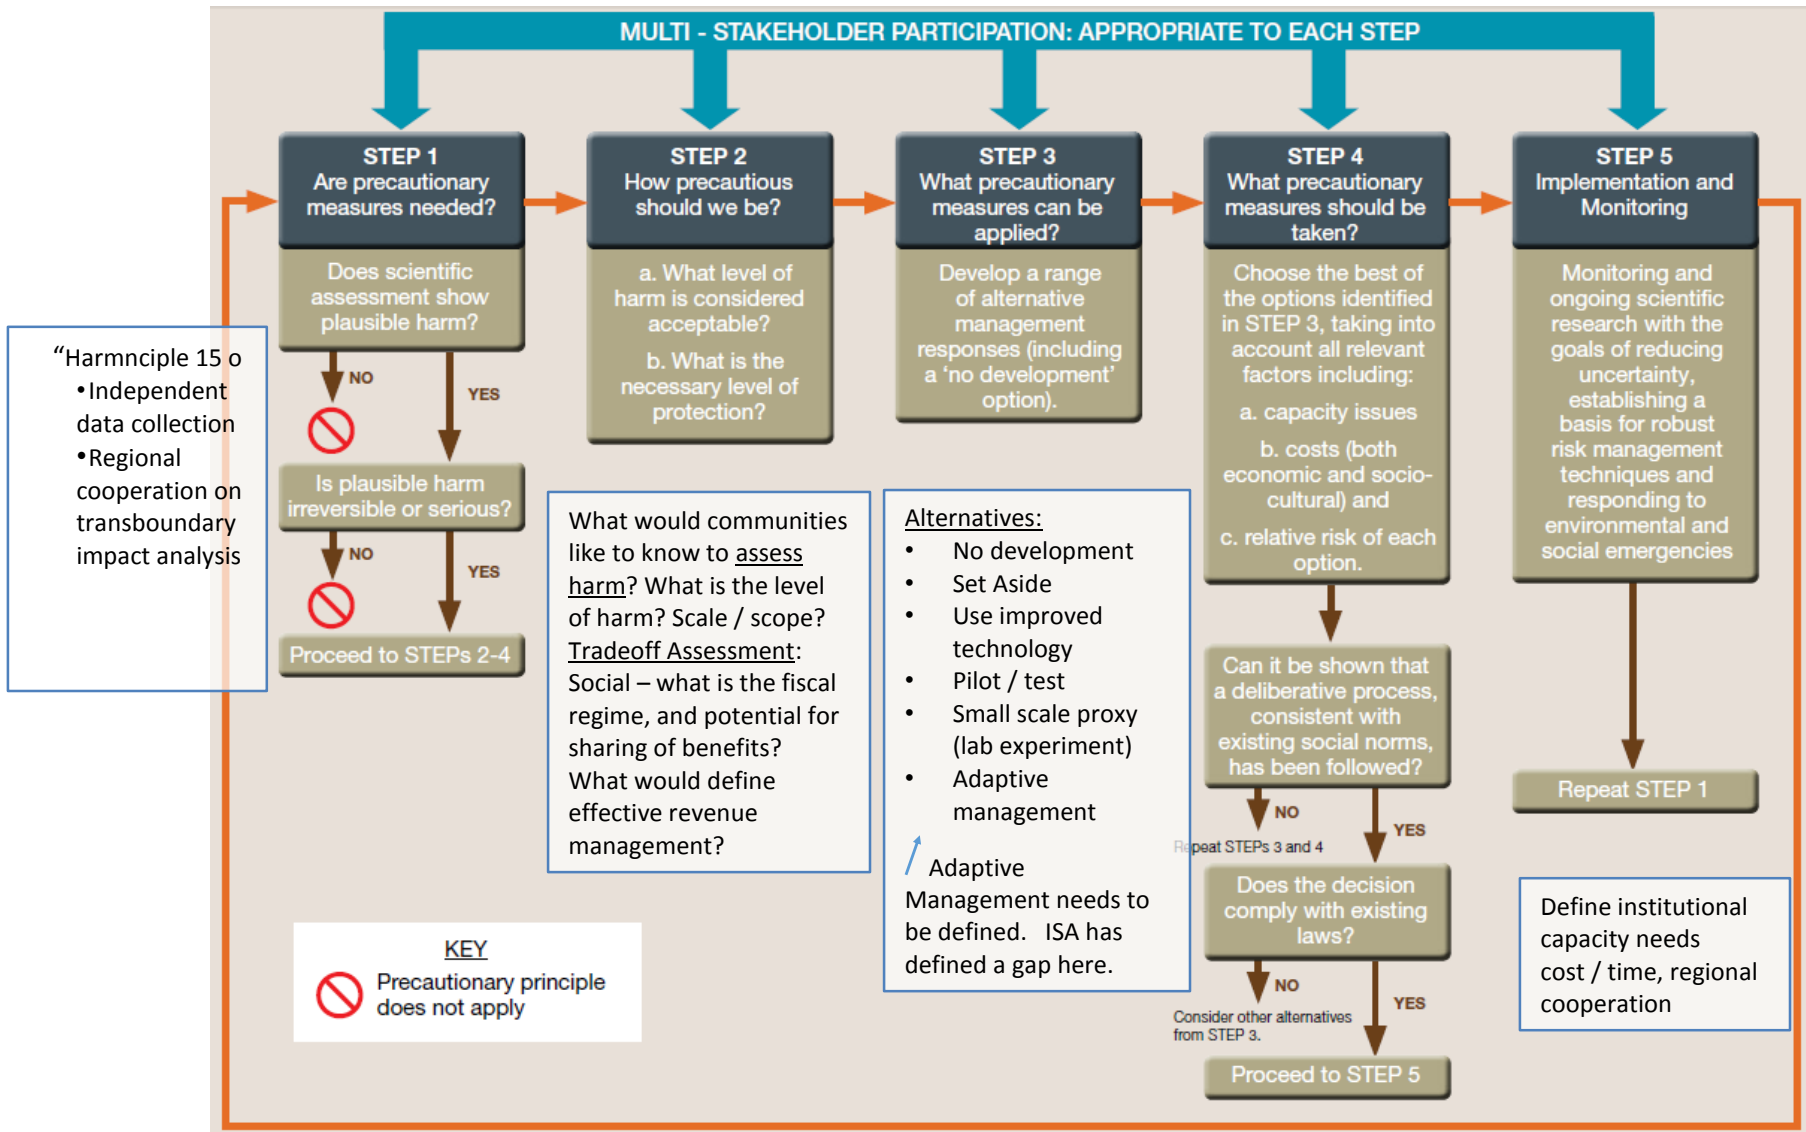 MULTI - STAKEHOLDER PARTICIPATION: APPROPRIATE TO EACH STEP
STEP 1
Are precautionary
measures needed?
Does scientific
assessment show
plausible harm?
NO
YES
Is plausible harm
irreversible or serious?
NO
YES
Proceed to STEPs 2-4
“Harmnciple 15 o
•Independent
data collection
•Regional
cooperation on
transboundary
impact analysis
STEP 2
How precautious
should we be?
a. What level of
harm is considered
acceptable?
b. What is the
necessary level of
protection?
What would communities
like to know to assess
harm? What is the level
of harm? Scale / scope?
Tradeoff Assessment:
Social – what is the fiscal
regime, and potential for
sharing of benefits?
What would define
effective revenue
management?
STEP 3
What precautionary
measures can be
applied?
Develop a range
of alternative
management
responses (including
a ‘no development’
option).
Alternatives:
• No development
• Set Aside
• Use improved
technology
• Pilot / test
• Small scale proxy
(lab experiment)
• Adaptive
management
Adaptive
Management needs to
be defined. ISA has
defined a gap here.
STEP 4
What precautionary
measures should be
taken?
Choose the best of
the options identified
in STEP 3, taking into
account all relevant
factors including:
a. capacity issues
b. costs (both
economic and socio-
cultural) and
c. relative risk of each
option.
Can it be shown that
a deliberative process,
consistent with
existing social norms,
has been followed?
NO
YES
Repeat STEPs 3 and 4
Does the decision
comply with existing
laws?
NO
YES
Consider other alternatives
from STEP 3.
Proceed to STEP 5
STEP 5
Implementation and
Monitoring
Monitoring and
ongoing scientific
research with the
goals of reducing
uncertainty,
establishing a
basis for robust
risk management
techniques and
responding to
environmental and
social emergencies
Repeat STEP 1
Define institutional
capacity needs
cost / time, regional
cooperation
KEY
Precautionary principle
does not apply